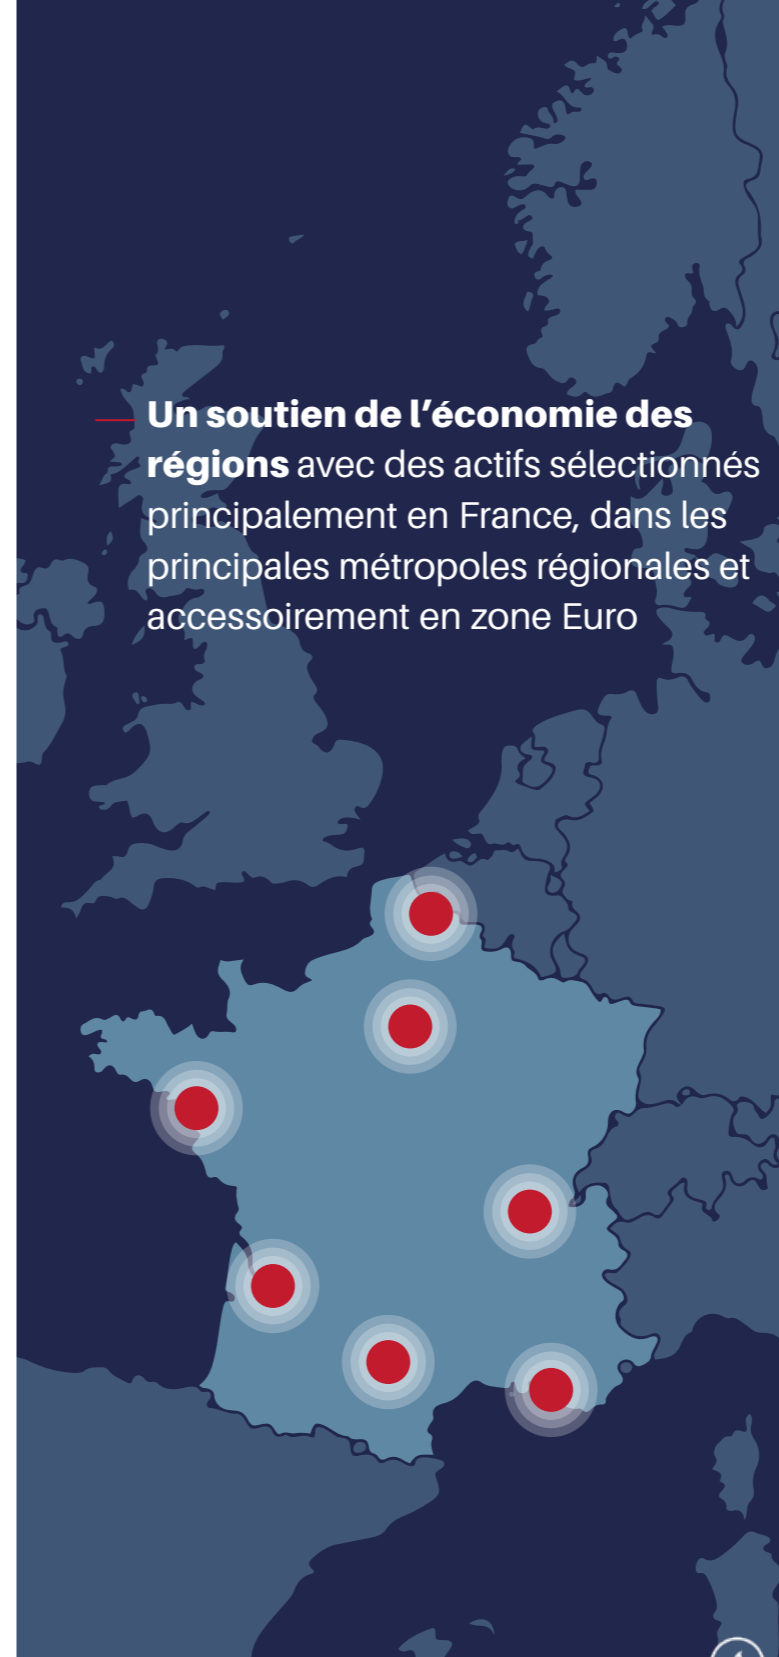 Un soutien de l’économie des
régions avec des actifs sélectionnés
principalement en France, dans les
principales métropoles régionales et
accessoirement en zone Euro